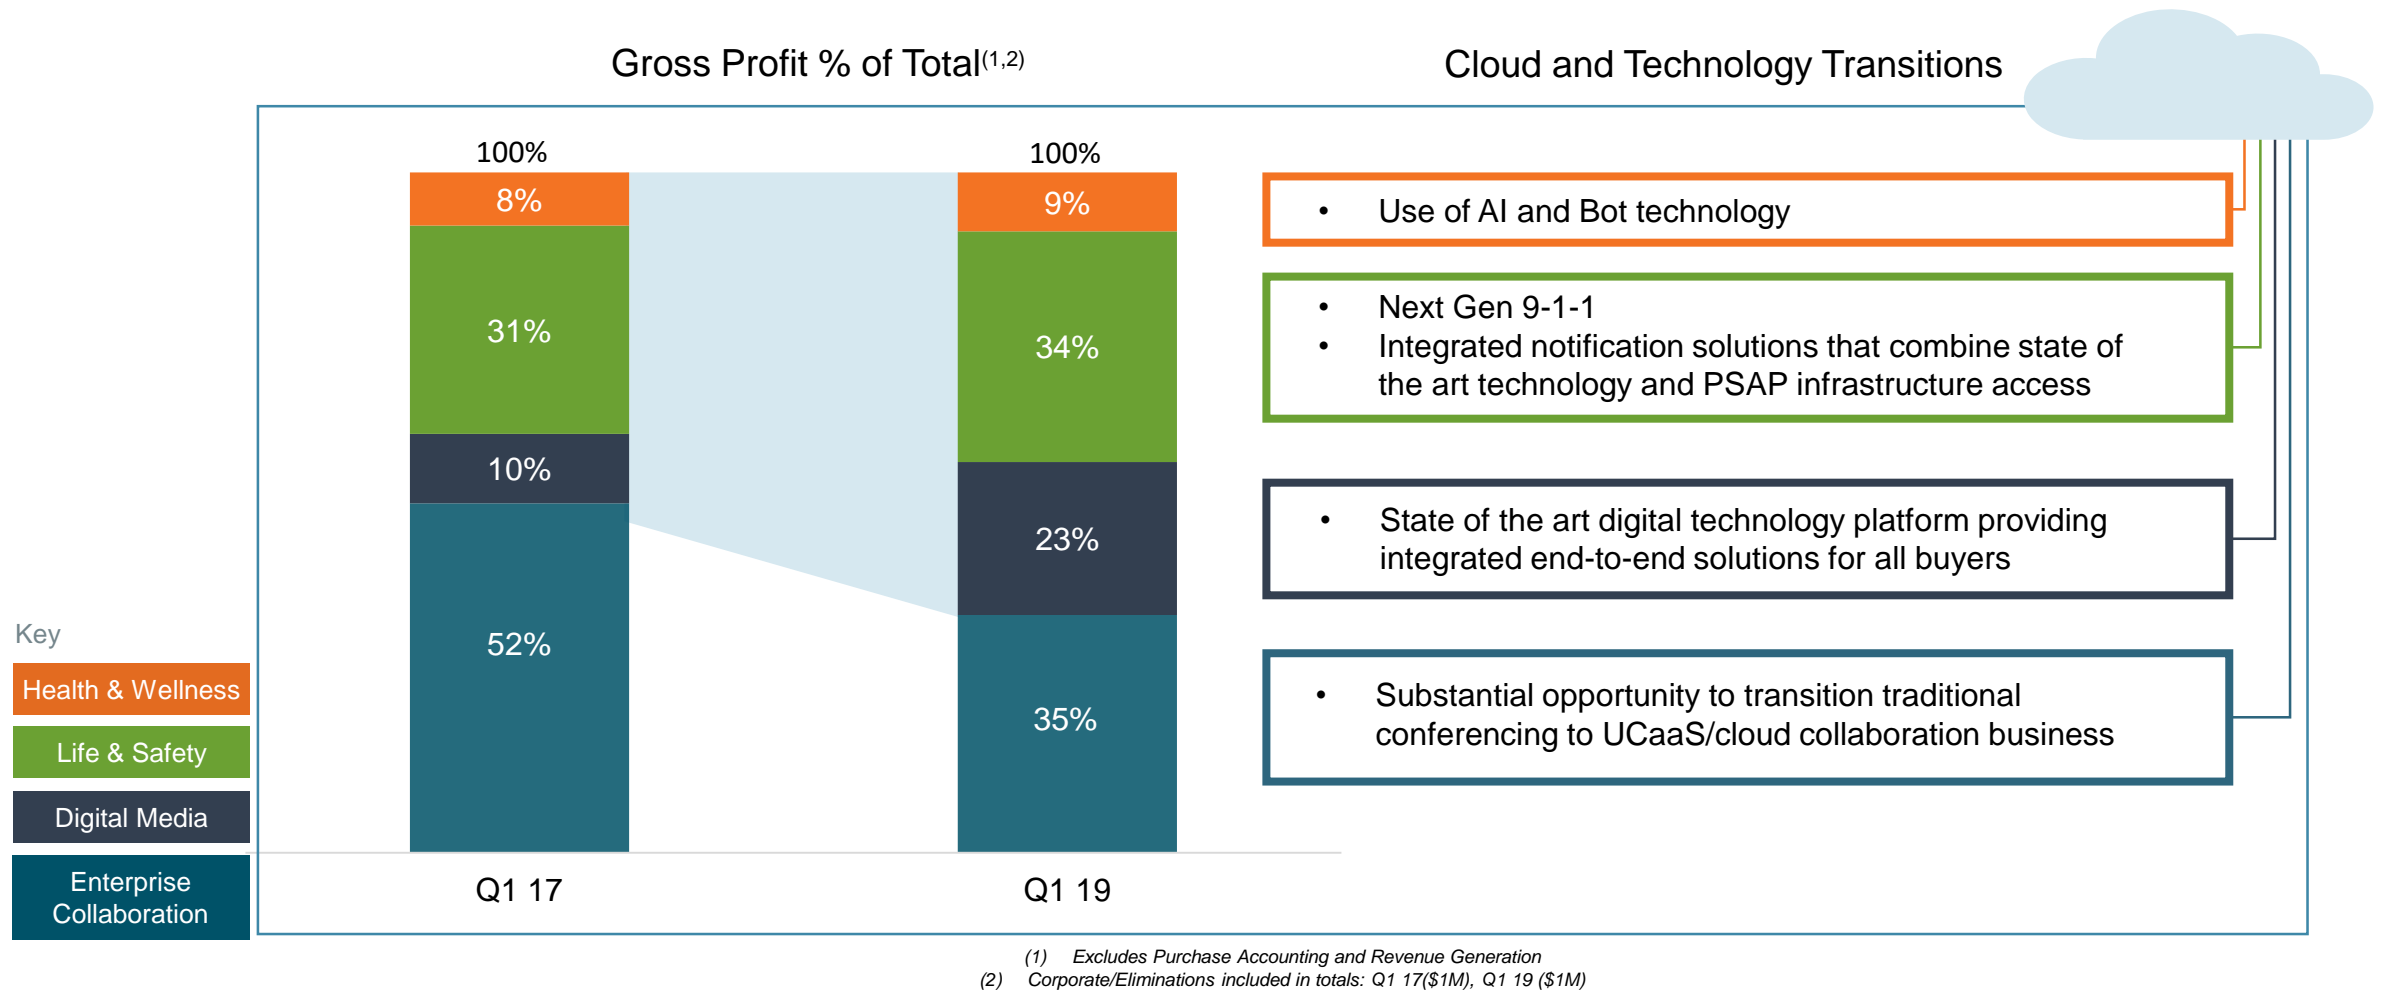 Gross Profit % of Total(1,2)
Cloud and Technology Transitions
100%
8%
31%
10%
52%
Q1 17
100%
9%
34%
23%
35%
Q1 19
• Use of AI and Bot technology
• Next Gen 9-1-1
• Integrated notification solutions that combine state of
the art technology and PSAP infrastructure access
• State of the art digital technology platform providing
integrated end-to-end solutions for all buyers
• Substantial opportunity to transition traditional
conferencing to UCaaS/cloud collaboration business
Key
Health & Wellness
Life & Safety
Digital Media
Enterprise
Collaboration
(1) Excludes Purchase Accounting and Revenue Generation
(2) Corporate/Eliminations included in totals: Q1 17($1M), Q1 19 ($1M)